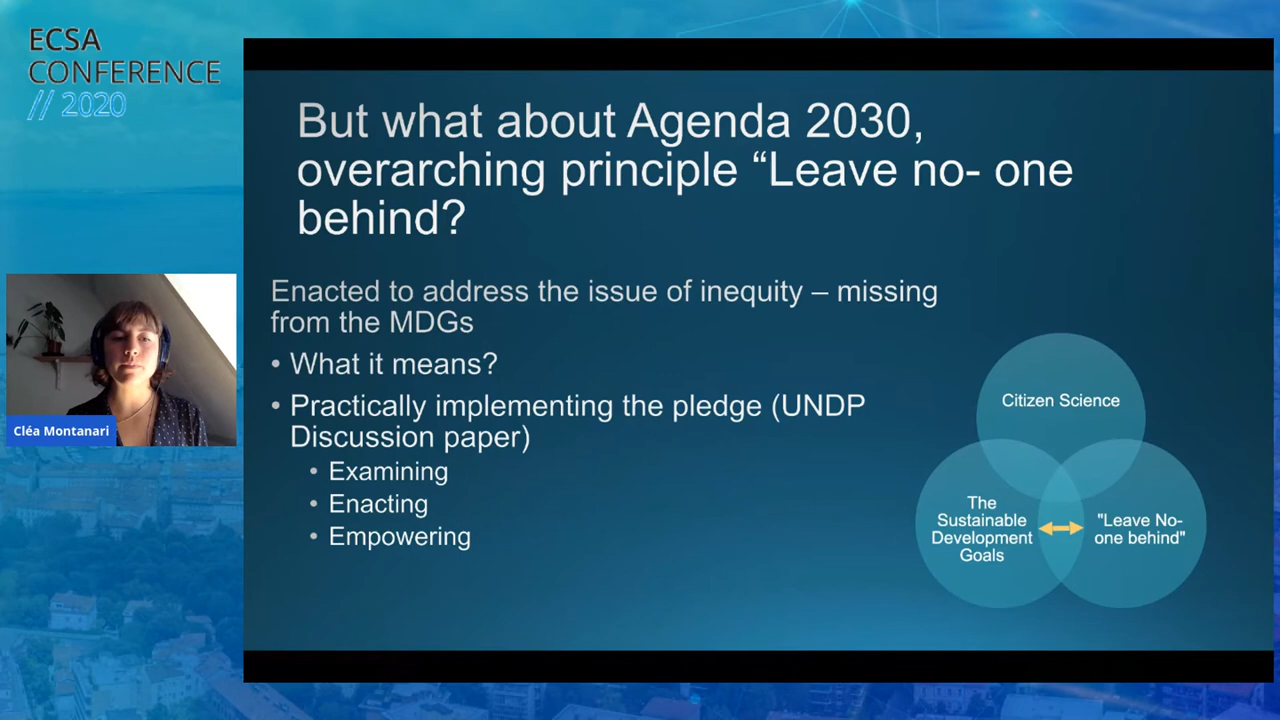 ECSA
CONFERENCE
// 2020
But what about Agenda 2030,
overarching principle “Leave no- one
behind?
Enacted to address the issue of inequity – missing
from the MDGs
• What it means?
• Practically implementing the pledge (UNDP
Discussion paper)
• Examining
• Enacting
• Empowering
Citizen Science
The
Sustainable
Development
Goals
"Leave No-
one behind"
Cléa Montanari